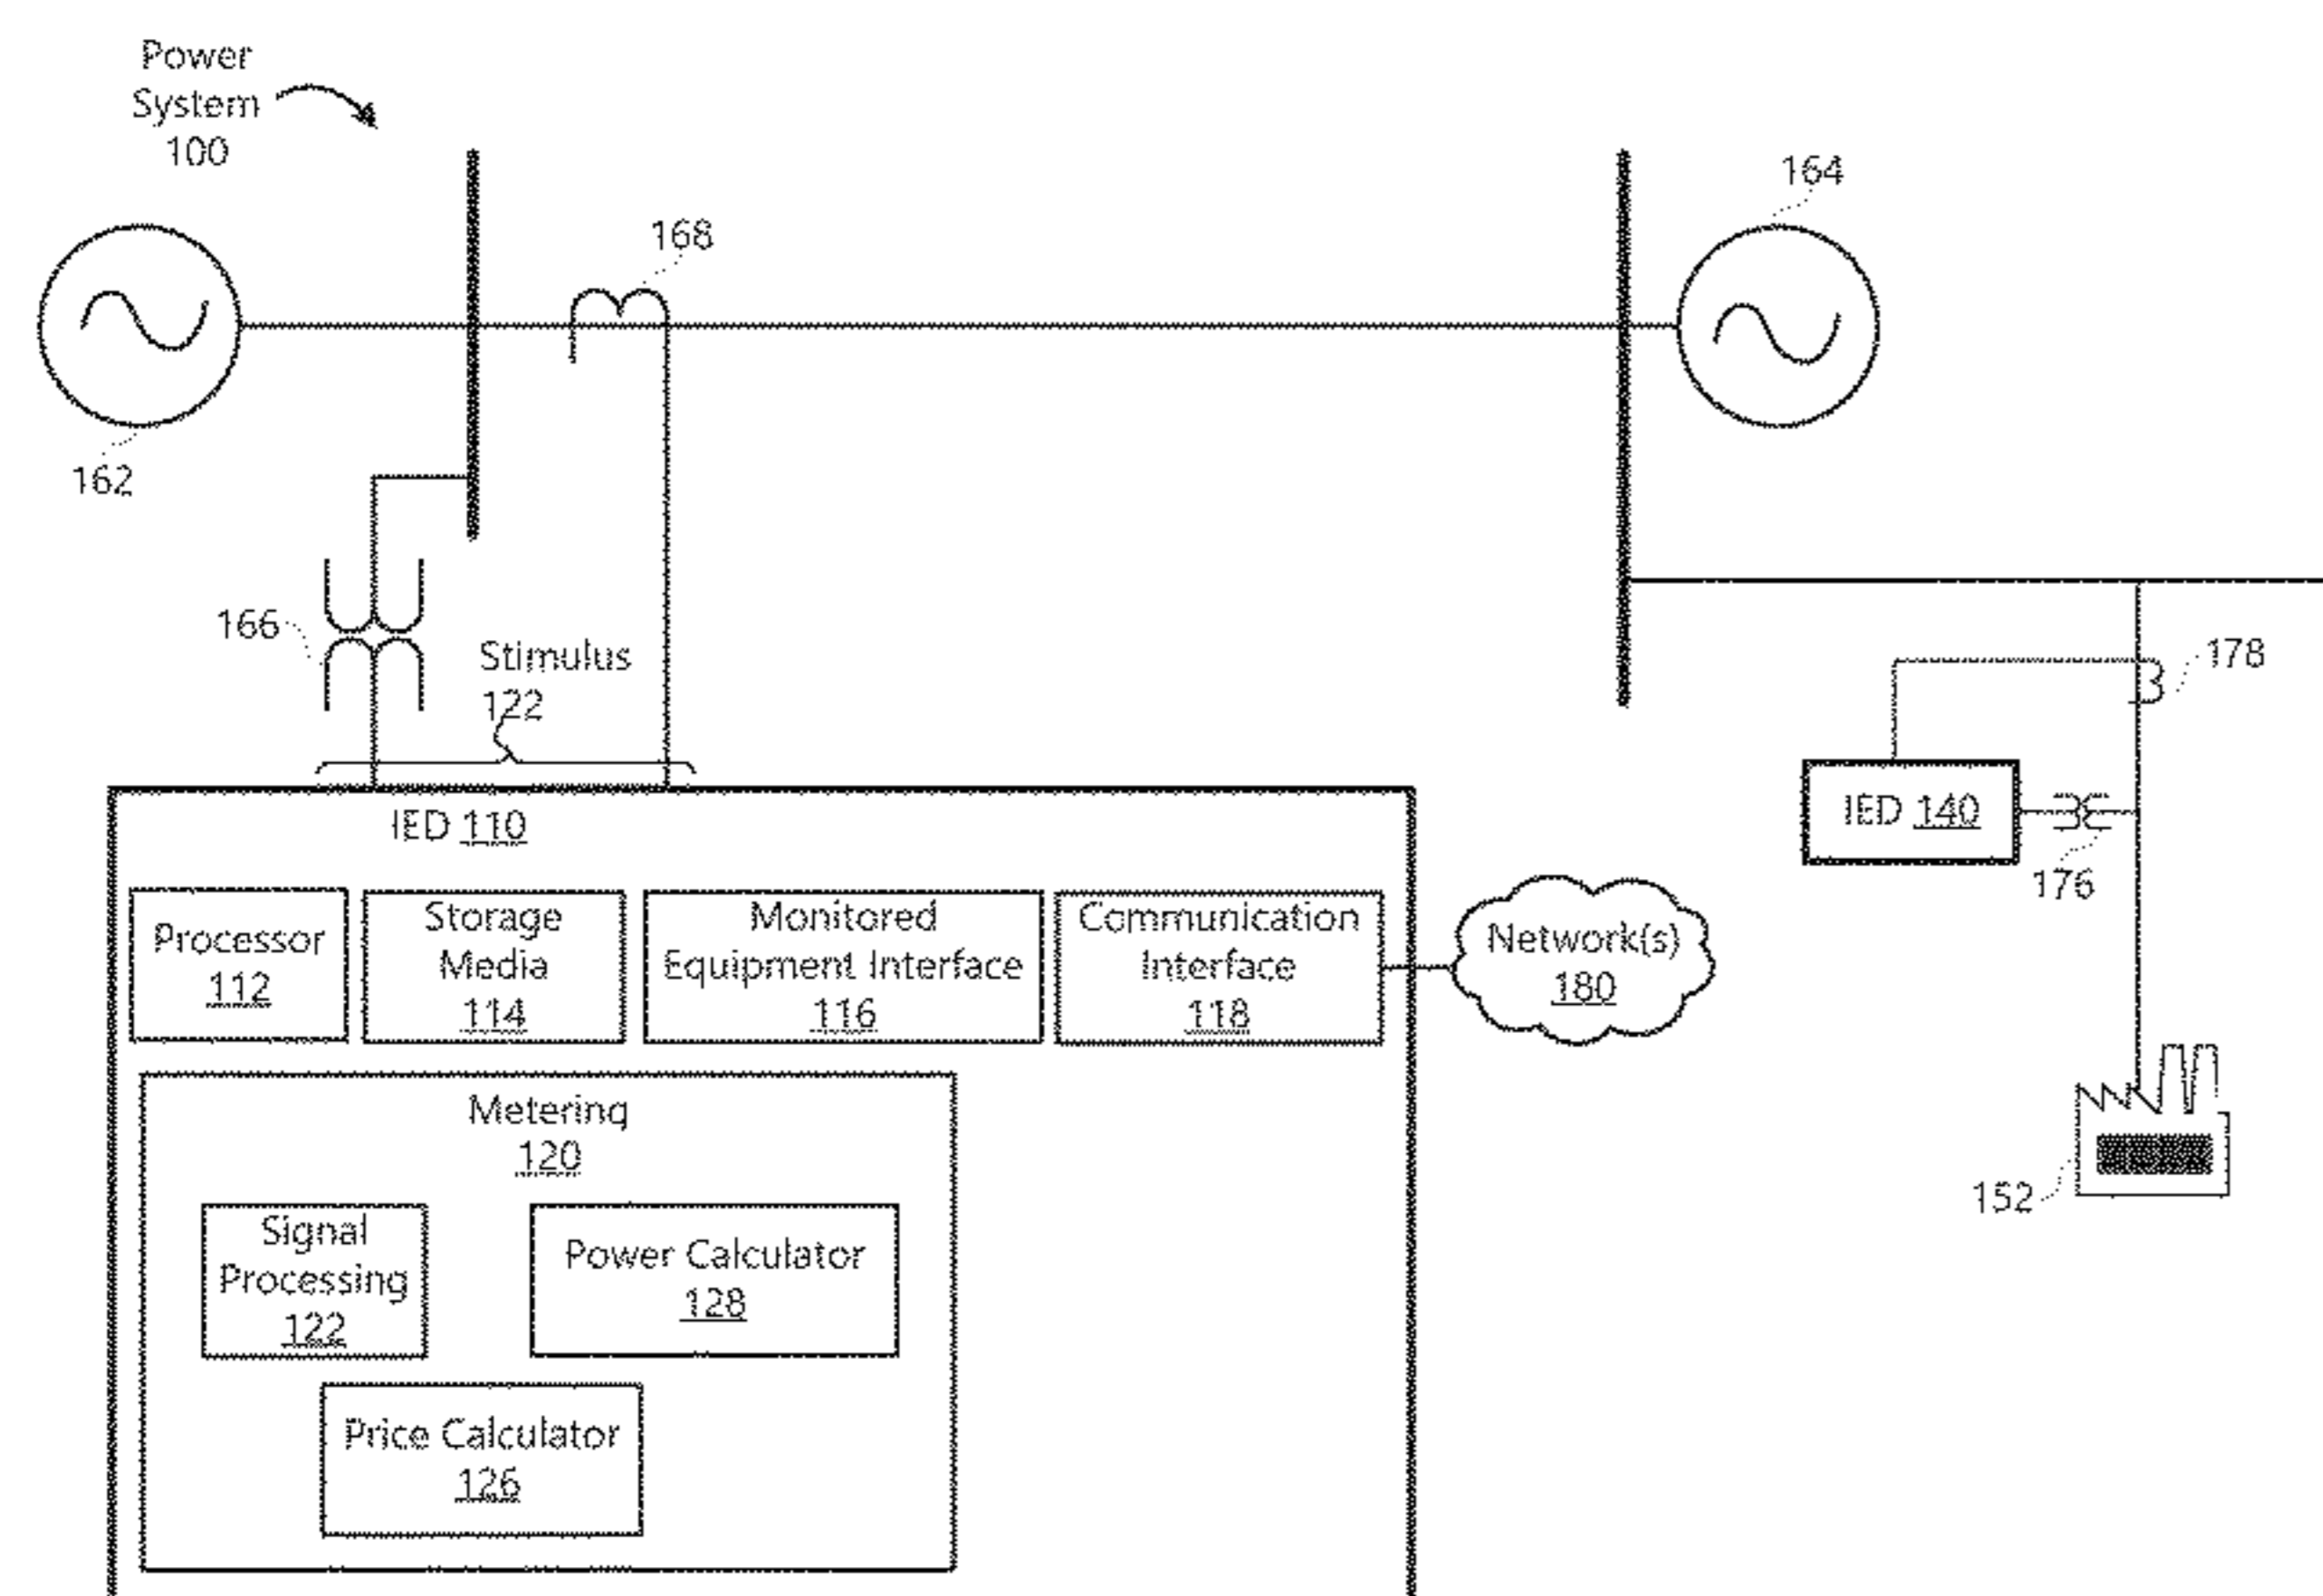 Power
System
100
164
168
162
166
Stimulus
122
178
IED 110
IED 140
176
Processor
112
Storage
Media
114
Monitored
Equipment Interface
116
Communication
Interface
118
Network(s)
180
Metering
120
152
Signal
Processing
122
Power Calculator
128
Price Calculator
126